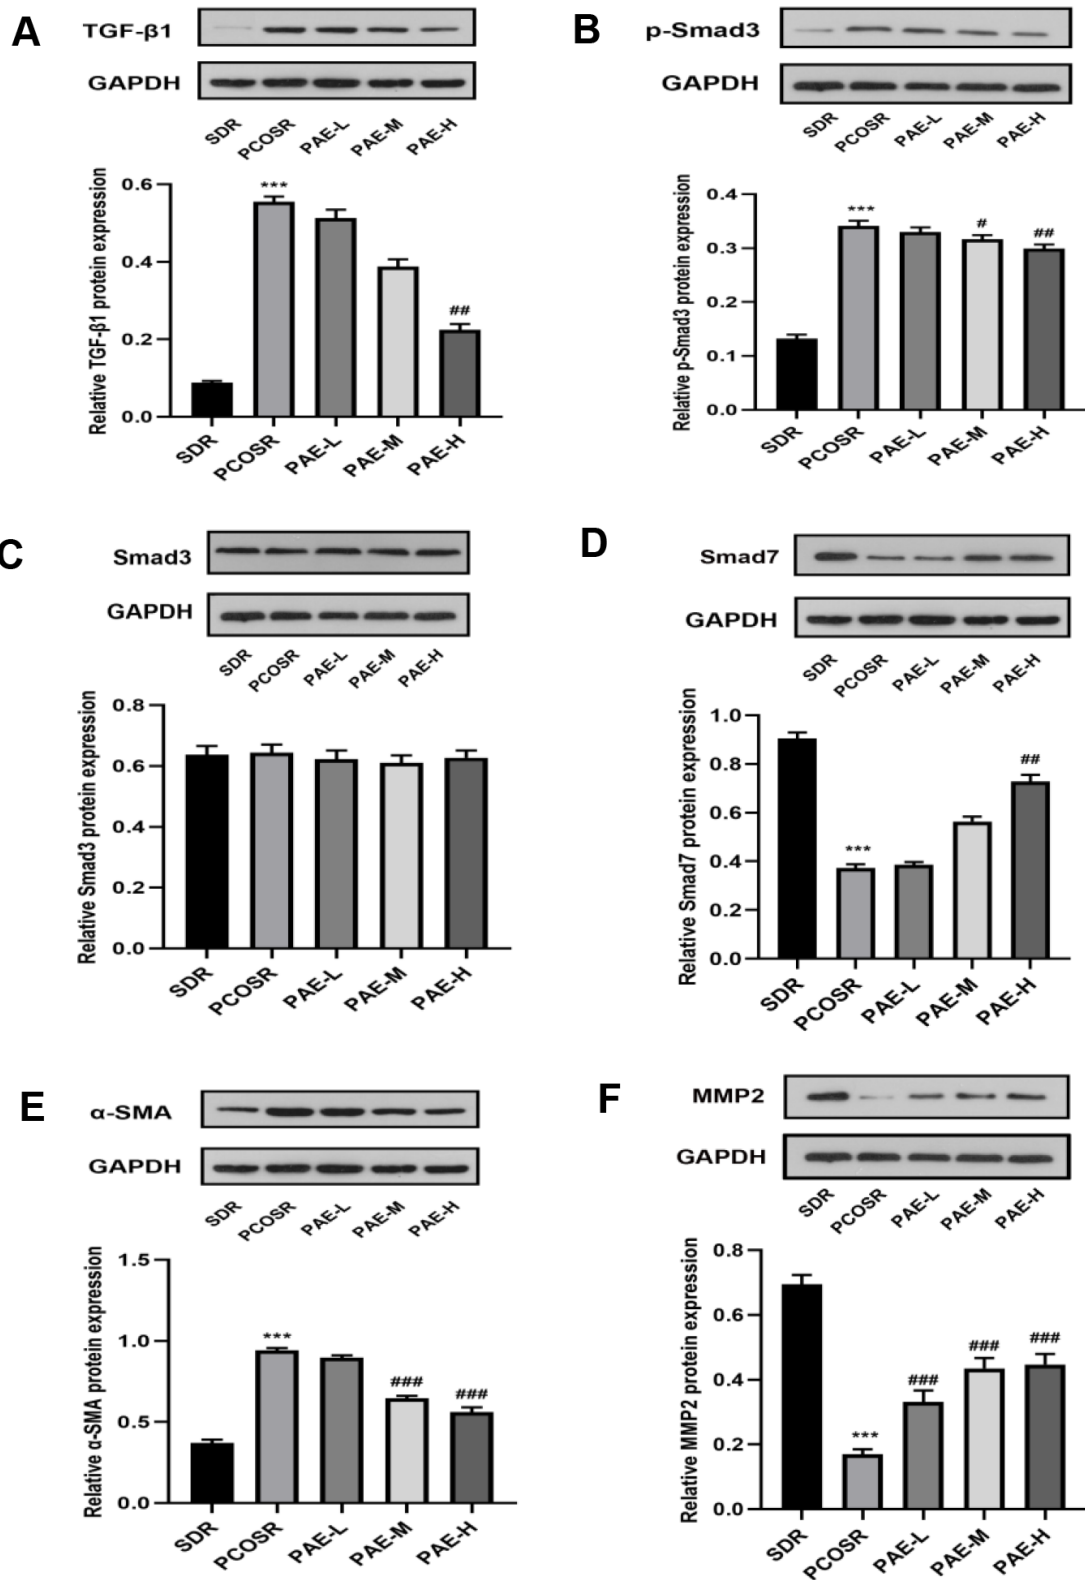 A
TGF-β1
GAPDH
SDR
PCOSR
PAE-L
PAE-M
PAE-H
Relative TGF-β1 protein expression
0.6
0.4
0.2
0.0
***
##
SDR
PCOSR
PAE-L
PAE-M
PAE-H
B
p-Smad3
GAPDH
SDR
PCOSR
PAE-L
PAE-M
PAE-H
Relative p-Smad3 protein expression
0.4
0.3
0.2
0.1
0.0
***
#
##
SDR
PCOSR
PAE-L
PAE-M
PAE-H
C
Smad3
GAPDH
SDR
PCOSR
PAE-L
PAE-M
PAE-H
Relative Smad3 protein expression
0.8
0.6
0.4
0.2
0.0
SDR
PCOSR
PAE-L
PAE-M
PAE-H
D
Smad7
GAPDH
SDR
PCOSR
PAE-L
PAE-M
PAE-H
Relative Smad7 protein expression
1.0
0.8
0.6
0.4
0.2
0.0
***
##
SDR
PCOSR
PAE-L
PAE-M
PAE-H
E
α-SMA
GAPDH
SDR
PCOSR
PAE-L
PAE-M
PAE-H
Relative α-SMA protein expression
1.5
1.0
0.5
0.0
***
###
###
SDR
PCOSR
PAE-L
PAE-M
PAE-H
F
MMP2
GAPDH
SDR
PCOSR
PAE-L
PAE-M
PAE-H
Relative MMP2 protein expression
0.8
0.6
0.4
0.2
0.0
***
###
###
###
SDR
PCOSR
PAE-L
PAE-M
PAE-H